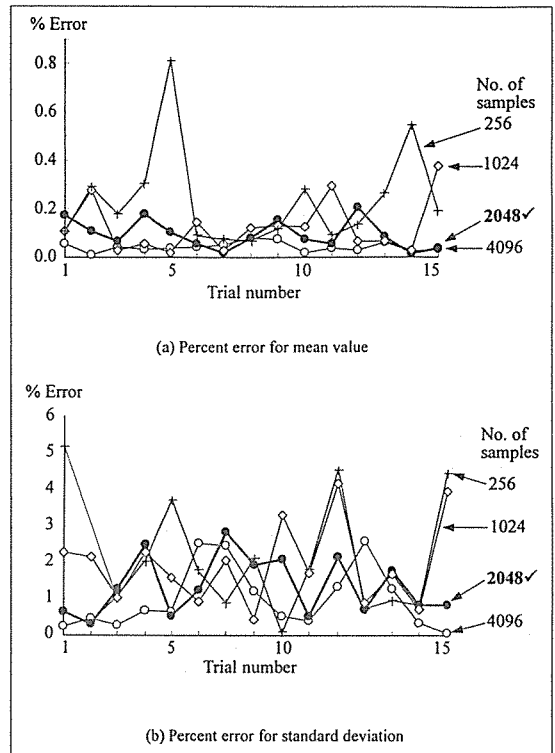 % Error
0.8
0.6
0.4
0.2
0.0
1
5
10
15
Trial number
No. of
samples
256
1024
2048✓
4096
(a) Percent error for mean value
% Error
6
5
4
3
2
1
0
1
5
10
15
Trial number
No. of
samples
256
1024
2048✓
4096
(b) Percent error for standard deviation